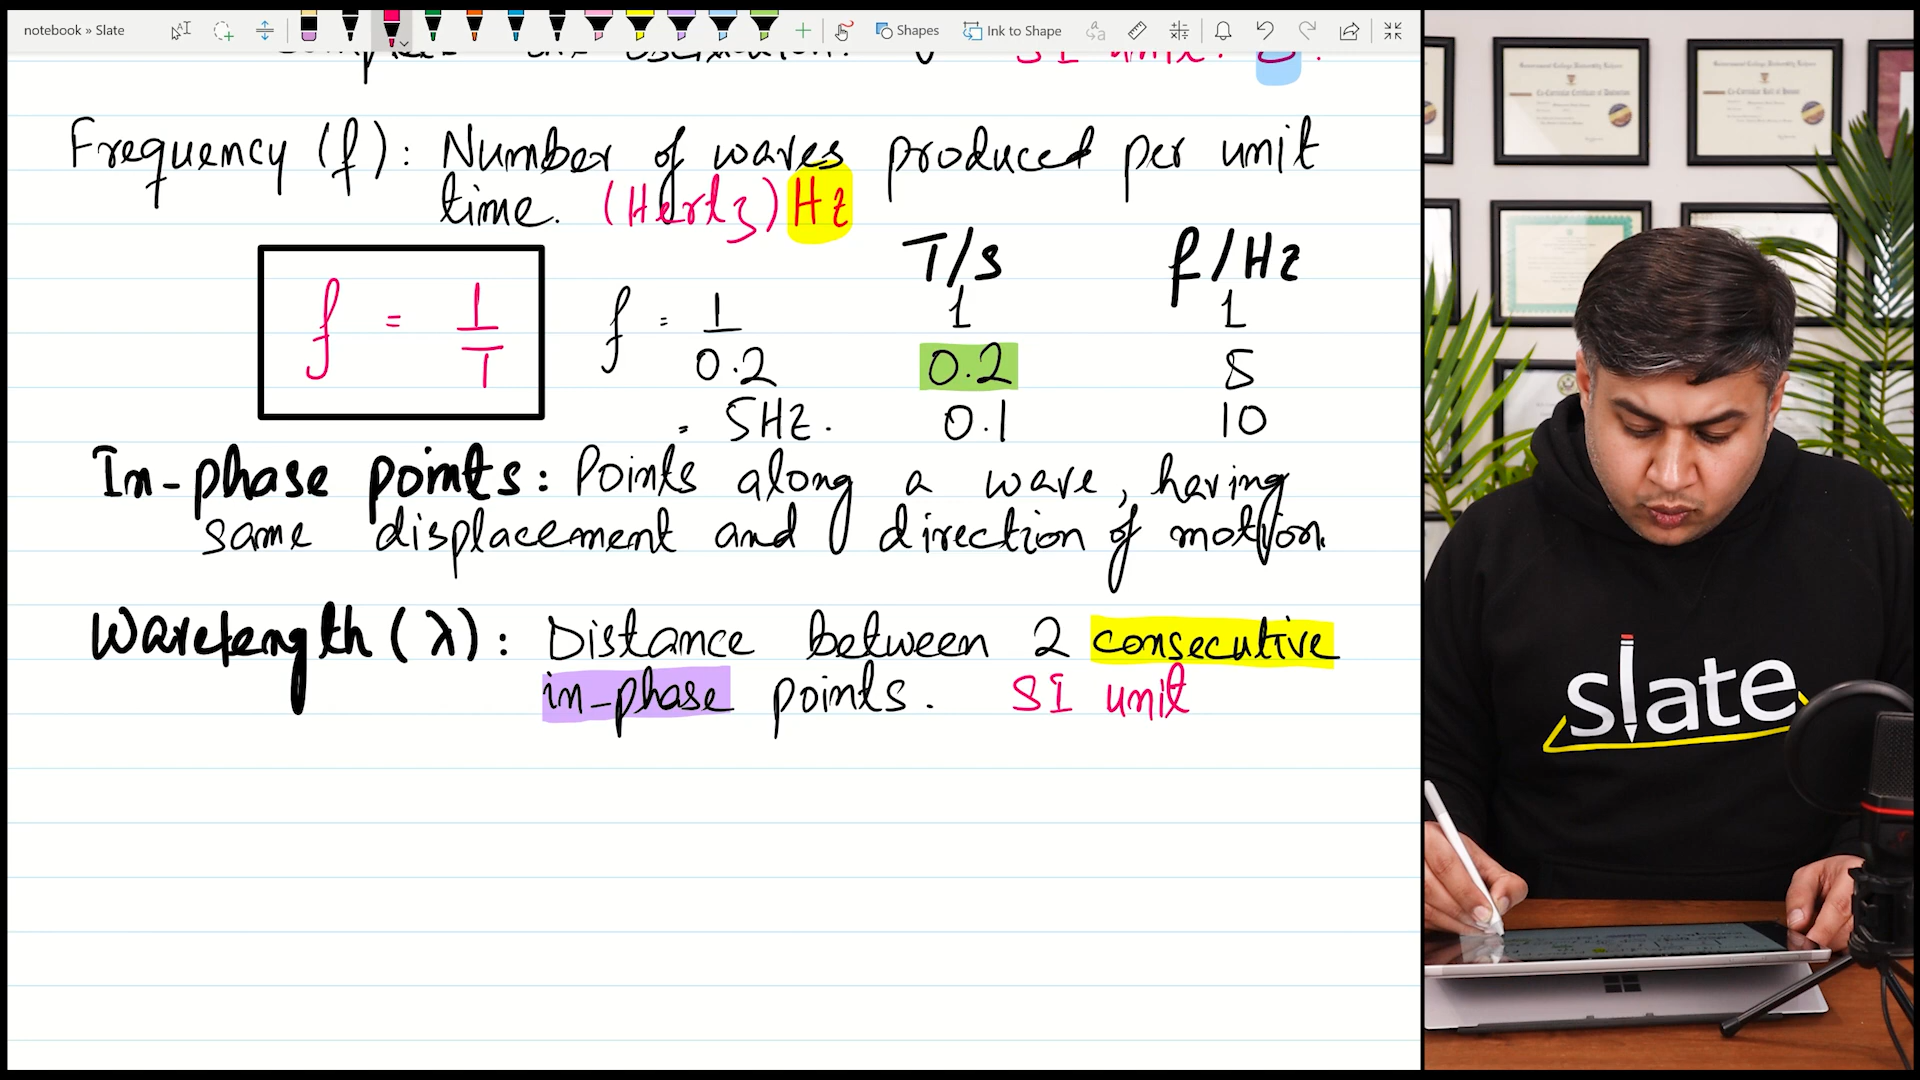 notebook » Slate
Shapes
Ink to Shape
SI unit: S.
Frequency (f): Number of waves produced per unit
time. (Hertz) Hz
f = 1/T
f = 1/0.2
= 5Hz.
T/s f/Hz
1 1
0.2 5
0.1 10
In-phase points: Points along a wave, having
same displacement and direction of motion.
Wavelength (λ): Distance between 2 consecutive
in-phase points. SI unit
slate